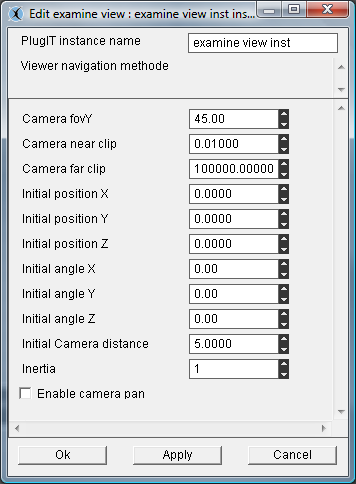 Edit examine view : examine view inst ins...
PlugIT instance name examine view inst
Viewer navigation methode
Camera fovY 45.00
Camera near clip 0.01000
Camera far clip 100000.00000
Initial position X 0.0000
Initial position Y 0.0000
Initial position Z 0.0000
Initial angle X 0.00
Initial angle Y 0.00
Initial angle Z 0.00
Initial Camera distance 5.0000
Inertia 1
Enable camera pan
Ok Apply Cancel